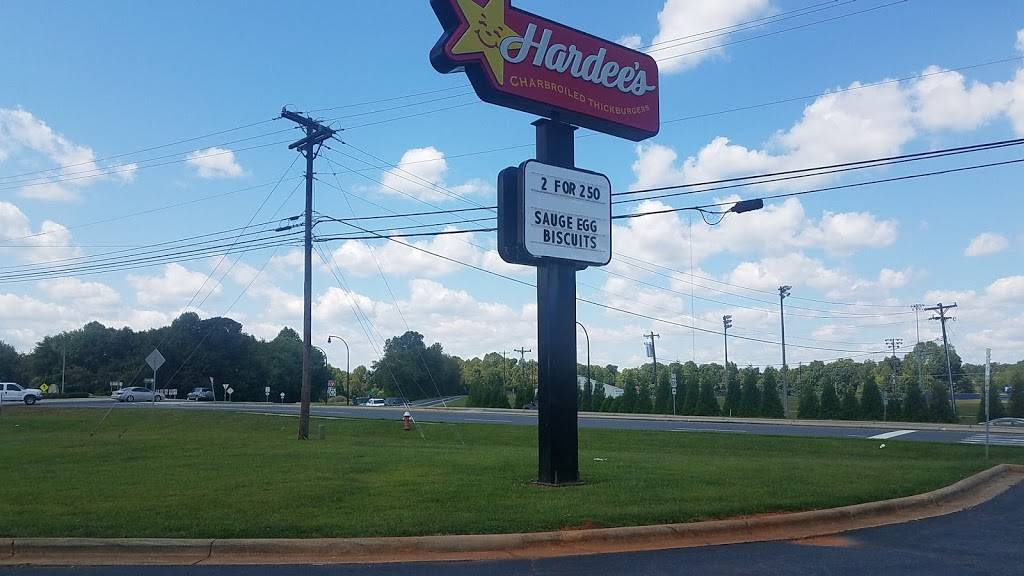 Hardee's
CHARBROILED THICKBURGERS
2 FOR 250
SAUGE EGG
BISCUITS